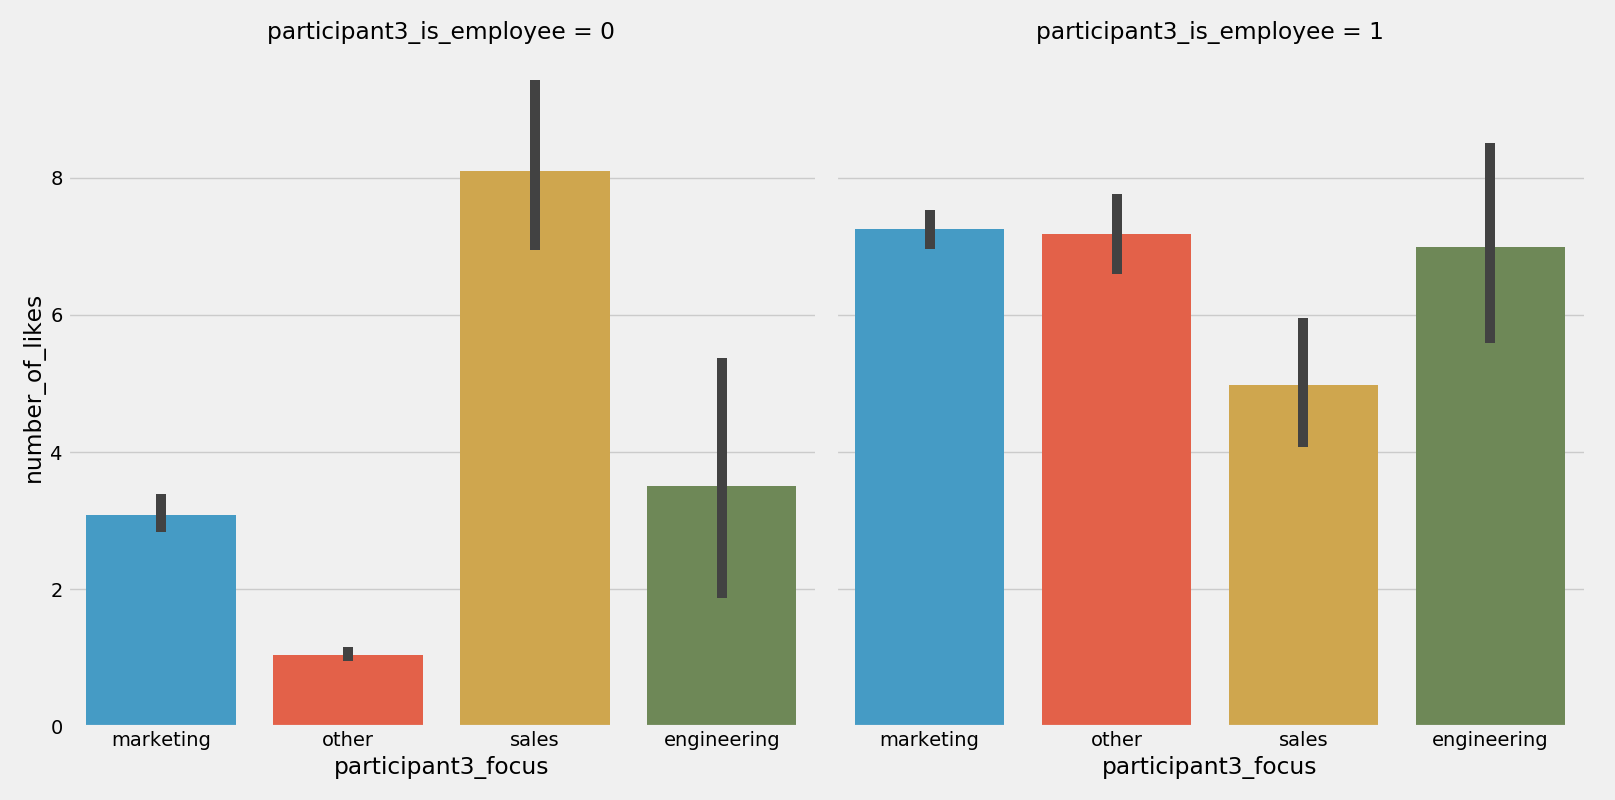 participant3_is_employee = 0
participant3_is_employee = 1
number_of_likes
8
6
4
2
0
marketing other sales engineering
marketing other sales engineering
participant3_focus
participant3_focus